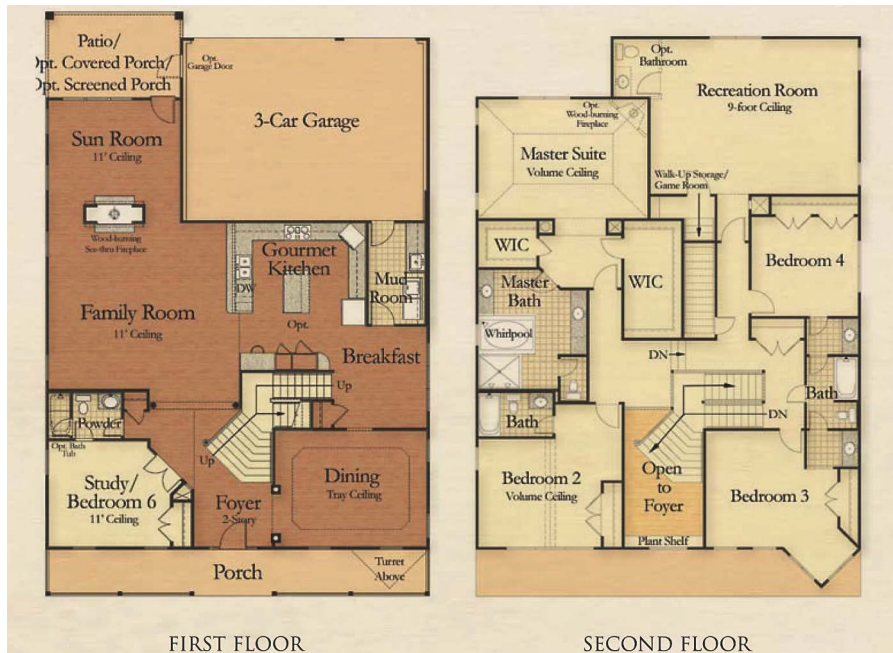 Patio/
Opt. Covered Porch/
Opt. Screened Porch
Opt.
Garage Door
3-Car Garage
Sun Room
11' Ceiling
Wood-burning
See-thru Fireplace
Gourmet
Kitchen
DW
Mud
Room
Family Room
11' Ceiling
Opt.
Breakfast
Up
Powder
Opt. Bath
Tub
Up
Study/
Bedroom 6
11' Ceiling
Foyer
2-Story
Dining
Tray Ceiling
Porch
Turret
Above
FIRST FLOOR
Opt.
Bathroom
Recreation Room
9-foot Ceiling
Opt.
Wood-burning
Fireplace
Master Suite
Volume Ceiling
Walk-Up Storage/
Game Room
WIC
WIC
Bedroom 4
Master
Bath
Whirlpool
DN
Bath
DN
Bath
Bedroom 2
Volume Ceiling
Open
to
Foyer
Bedroom 3
Plant Shelf
SECOND FLOOR